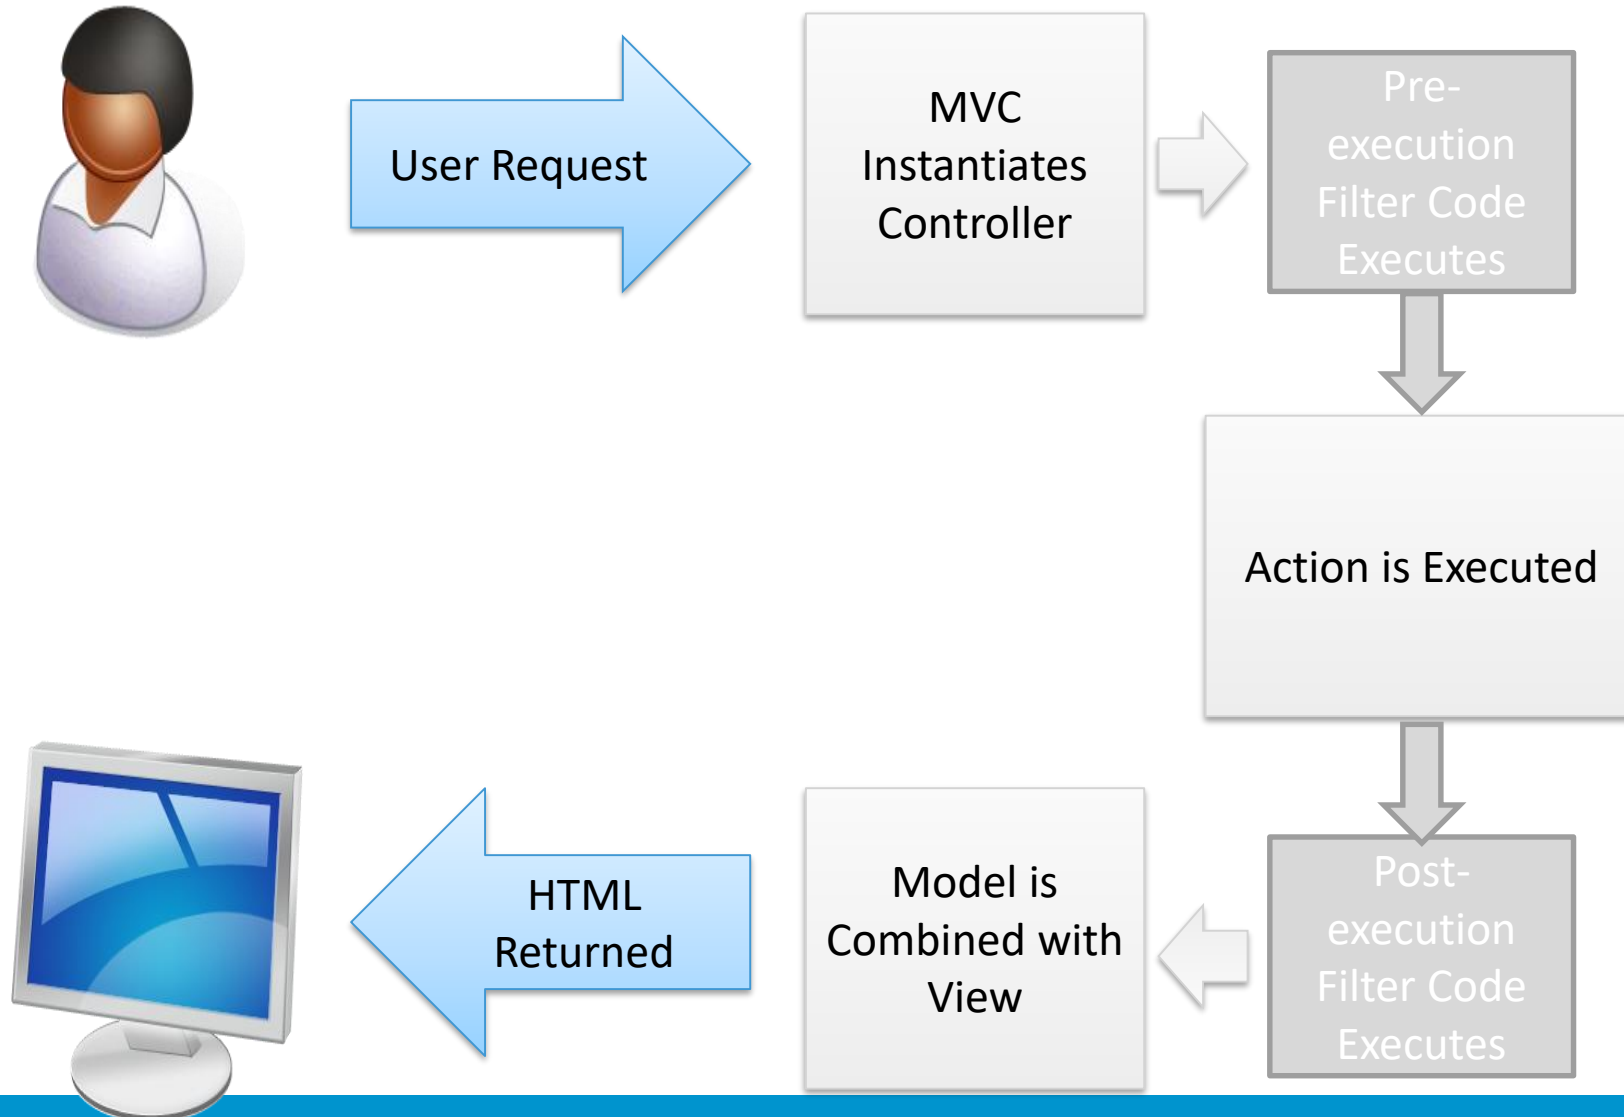 User Request
MVC
Instantiates
Controller
Pre-
execution
Filter Code
Executes
Action is Executed
Post-
execution
Filter Code
Executes
Model is
Combined with
View
HTML
Returned